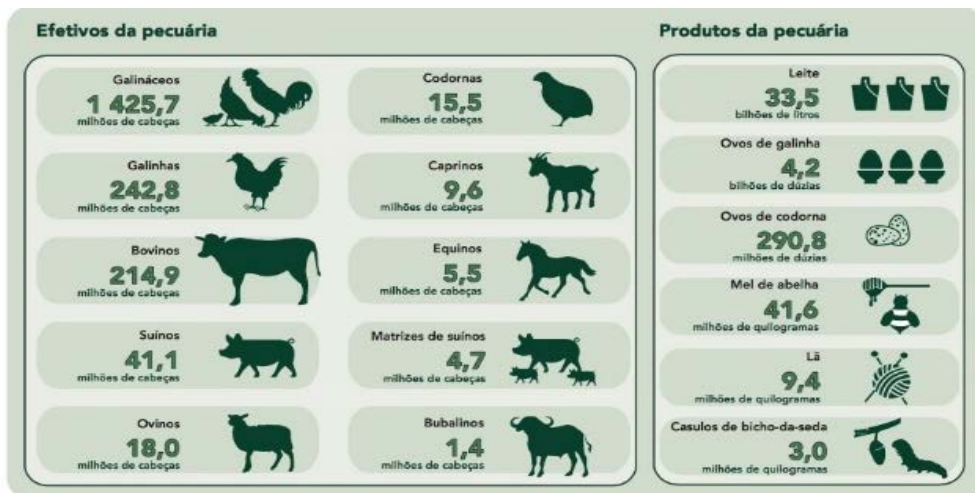 Efetivos da pecuária
Galináceos
1 425,7
milhões de cabeças
Galinhas
242,8
milhões de cabeças
Bovinos
214,9
milhões de cabeças
Suínos
41,1
milhões de cabeças
Ovinos
18,0
milhões de cabeças
Codornas
15,5
milhões de cabeças
Caprinos
9,6
milhões de cabeças
Equinos
5,5
milhões de cabeças
Matrizes de suínos
4,7
milhões de cabeças
Bubalinos
1,4
milhões de cabeças
Produtos da pecuária
Leite
33,5
bilhões de litros
Ovos de galinha
4,2
bilhões de dúzias
Ovos de codorna
290,8
milhões de dúzias
Mel de abelha
41,6
milhões de quilogramas
Lã
9,4
milhões de quilogramas
Casulos de bicho-da-seda
3,0
milhões de quilogramas